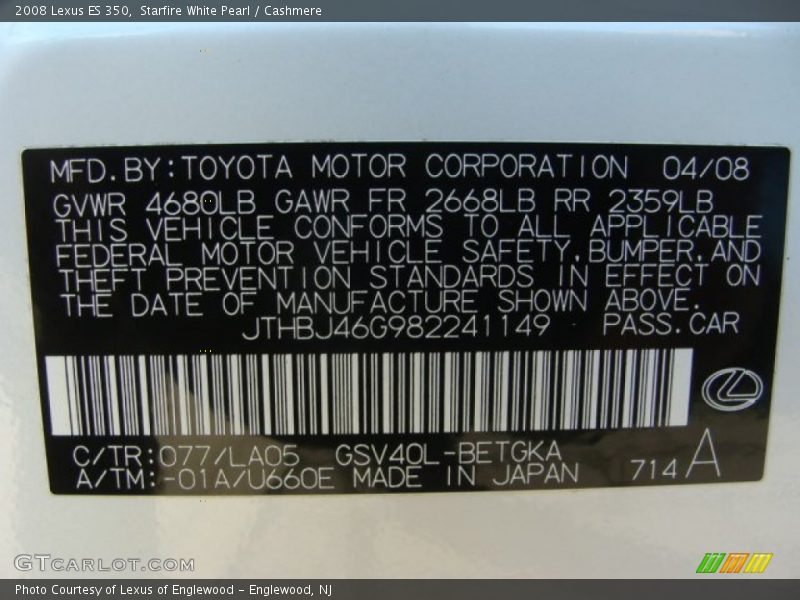 2008 Lexus ES 350, Starfire White Pearl / Cashmere
MFD.BY:TOYOTA MOTOR CORPORATION 04/08
GVWR 4680LB GAWR FR 2668LB RR 2359LB
THIS VEHICLE CONFORMS TO ALL APPLICABLE
FEDERAL MOTOR VEHICLE SAFETY,BUMPER,AND
THEFT PREVENTION STANDARDS IN EFFECT ON
THE DATE OF MANUFACTURE SHOWN ABOVE.
JTHBJ46G982241149 PASS.CAR
C/TR:077/LA05 GSV40L-BETGKA
A/TM:-01A/U660E MADE IN JAPAN 714A
GTCARLOT.COM
Photo Courtesy of Lexus of Englewood - Englewood, NJ